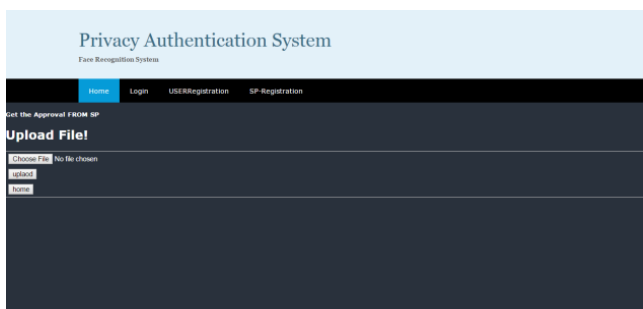 Privacy Authentication System
Face Recognition System
Home Login USERRegistration SP-Registration
Get the Approval FROM SP
Upload File!
Choose File No file chosen
uplaod
home